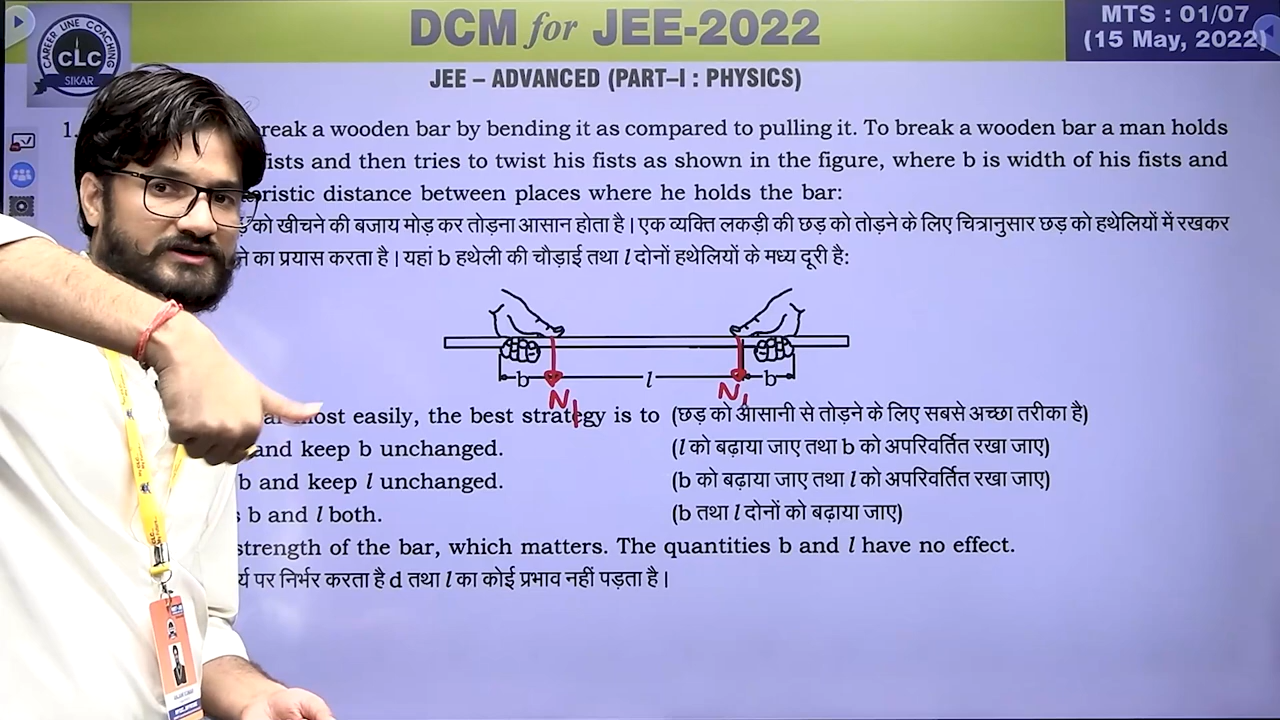 DCM for JEE-2022
MTS : 01/07
(15 May, 2022)
CAREER LINE COACHING
CLC
SIKAR
JEE – ADVANCED (PART–I : PHYSICS)
1.
reak a wooden bar by bending it as compared to pulling it. To break a wooden bar a man holds
ists and then tries to twist his fists as shown in the figure, where b is width of his fists and
eristic distance between places where he holds the bar:
को खींचने की बजाय मोड़ कर तोड़ना आसान होता है। एक व्यक्ति लकड़ी की छड़ को तोड़ने के लिए चित्रानुसार छड़ को हथेलियों में रखकर
ने का प्रयास करता है। यहां b हथेली की चौड़ाई तथा l दोनों हथेलियों के मध्य दूरी है:
b l b
N₁ N₁
most easily, the best strategy is to (छड़ को आसानी से तोड़ने के लिए सबसे अच्छा तरीका है)
and keep b unchanged. (l को बढ़ाया जाए तथा b को अपरिवर्तित रखा जाए)
b and keep l unchanged. (b को बढ़ाया जाए तथा l को अपरिवर्तित रखा जाए)
b and l both. (b तथा l दोनों को बढ़ाया जाए)
strength of the bar, which matters. The quantities b and l have no effect.
र्य पर निर्भर करता है d तथा l का कोई प्रभाव नहीं पड़ता है।